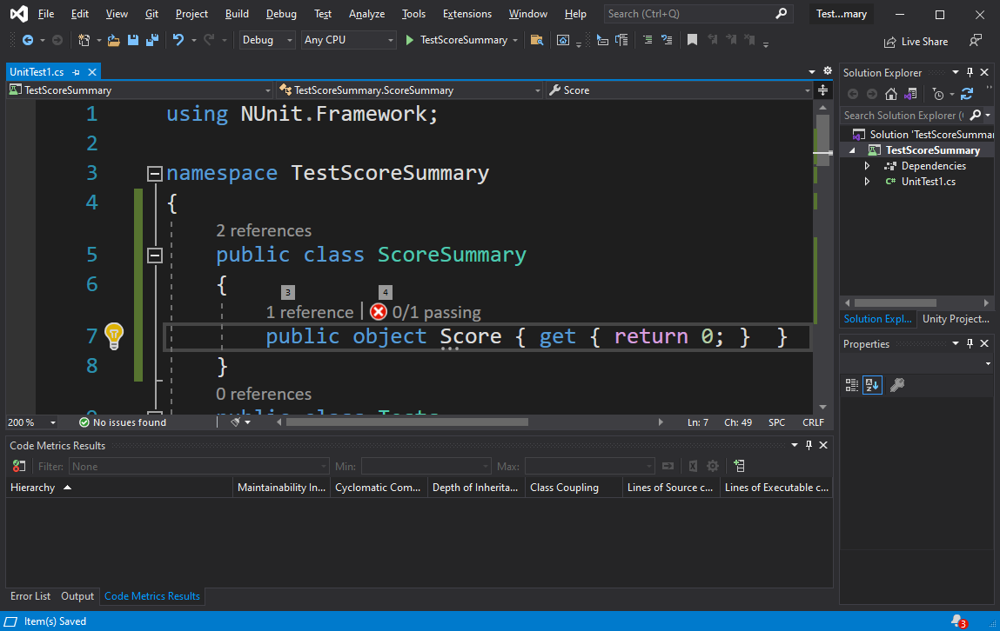 File Edit View Git Project Build Debug Test Analyze Tools Extensions Window Help Search (Ctrl+Q) Test...mary
Debug Any CPU TestScoreSummary Live Share
UnitTest1.cs
TestScoreSummary TestScoreSummary.ScoreSummary Score
1 using NUnit.Framework;
2
3 namespace TestScoreSummary
4 {
2 references
5 public class ScoreSummary
6 {
3 4
1 reference | 0/1 passing
7 public object Score { get { return 0; } }
8 }
0 references
9 public class Tests
200 % No issues found Ln: 7 Ch: 49 SPC CRLF
Solution Explorer
Search Solution Explorer (
Solution 'TestScoreSummar
TestScoreSummary
Dependencies
C# UnitTest1.cs
Solution Expl... Unity Project...
Properties
Code Metrics Results
Filter: None Min: Max:
Hierarchy Maintainability In... Cyclomatic Com... Depth of Inherita... Class Coupling Lines of Source c... Lines of Executable c...
Error List Output Code Metrics Results
Item(s) Saved 3